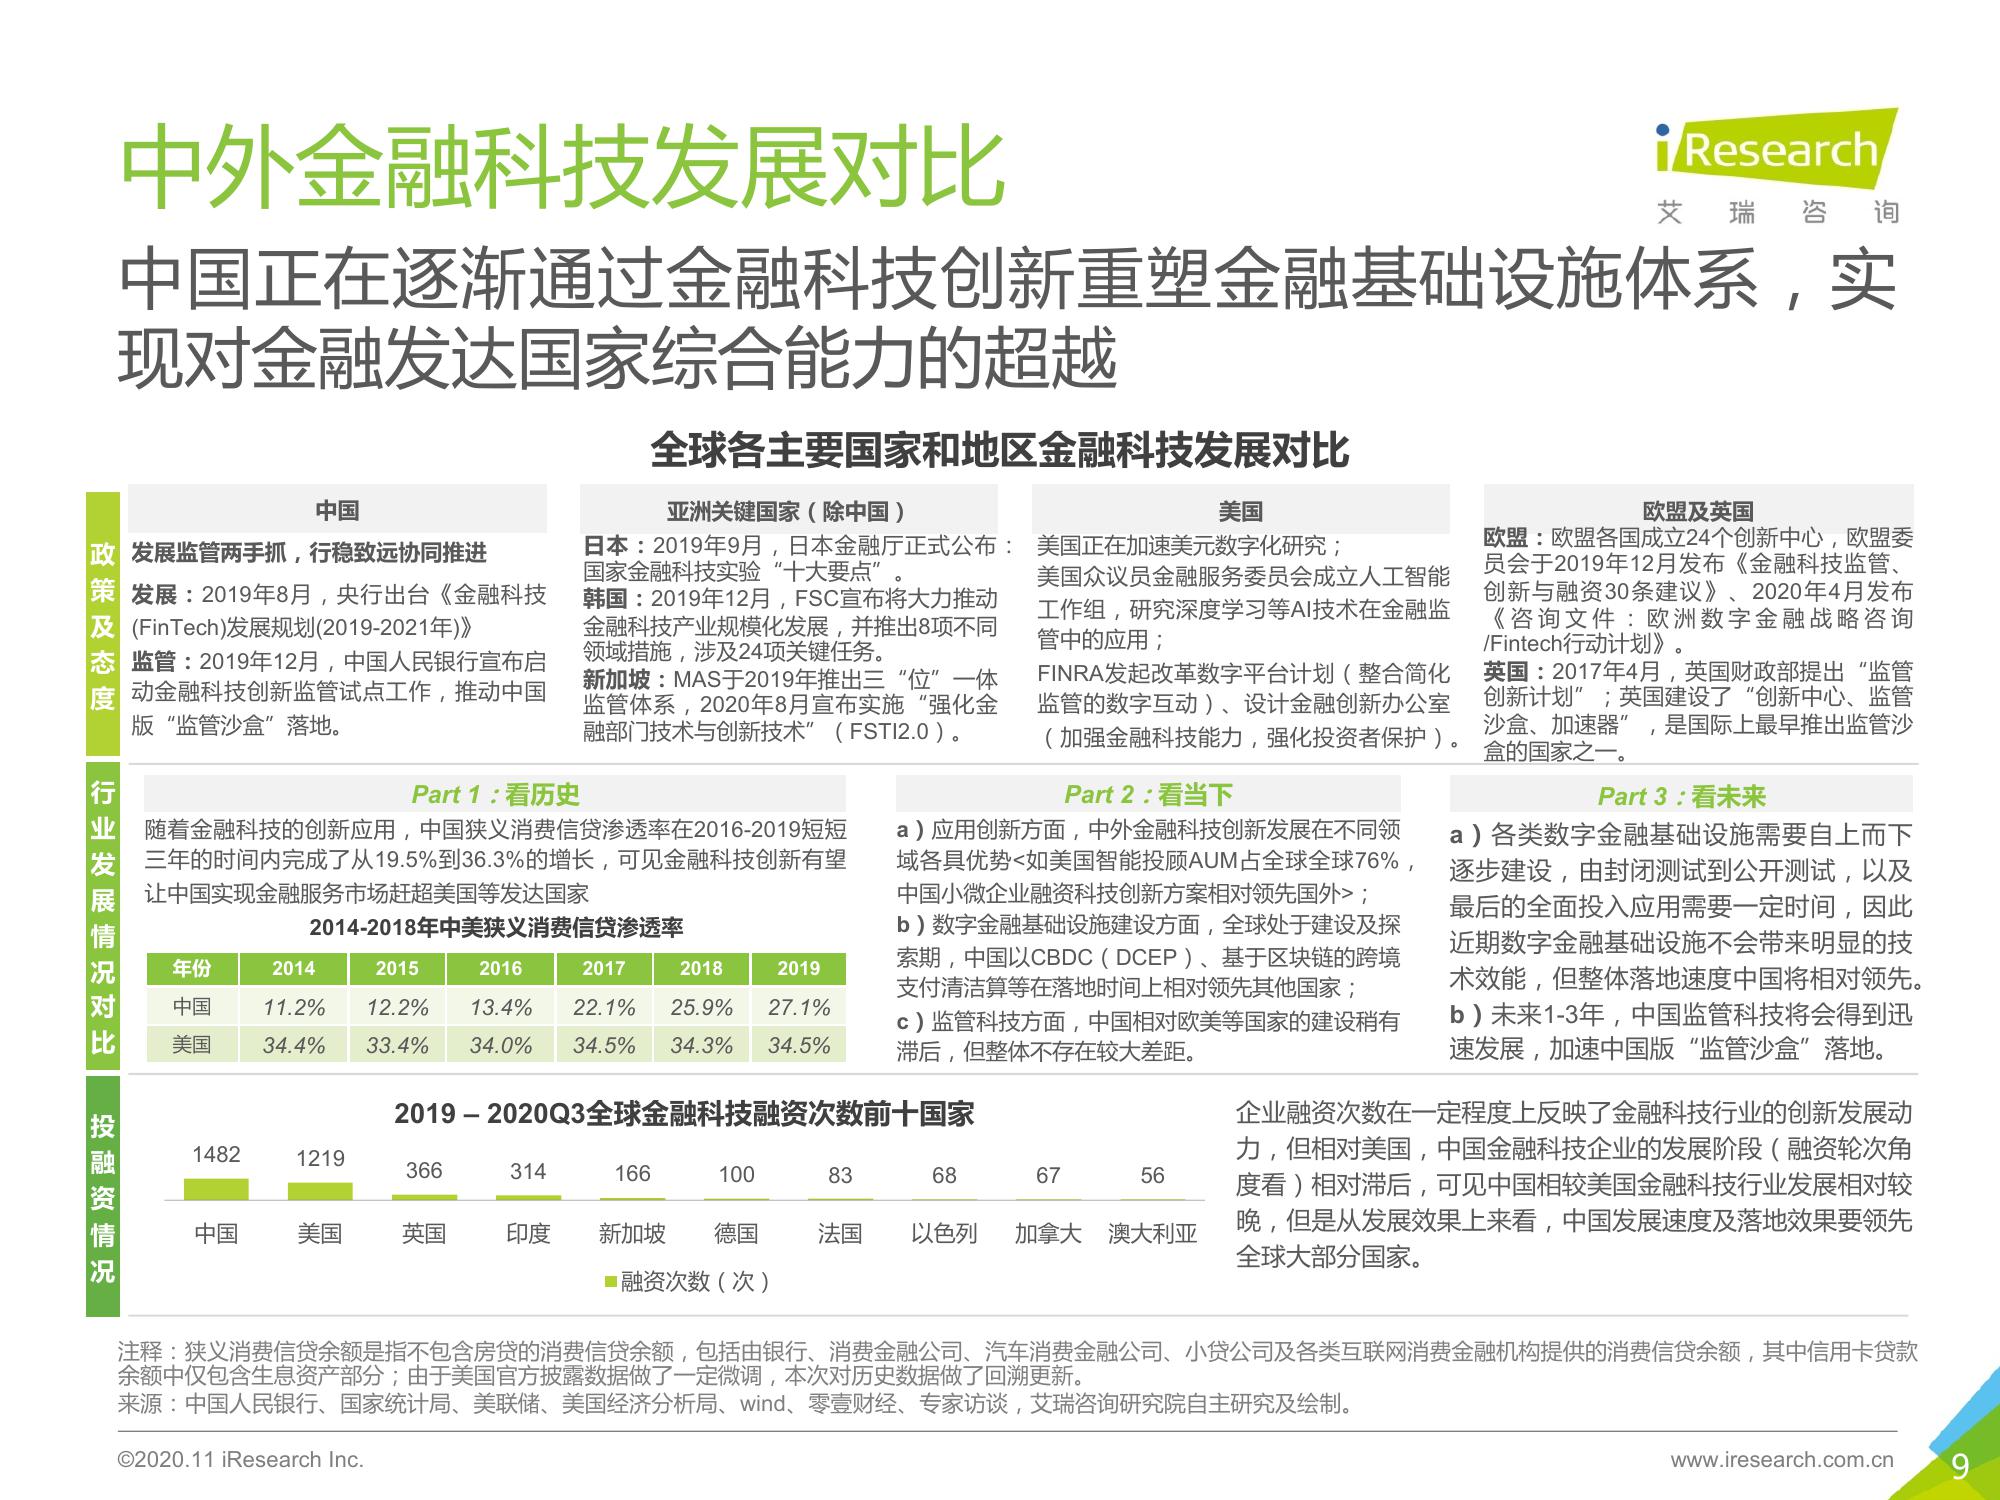 中外金融科技发展对比
iResearch
艾瑞咨询
中国正在逐渐通过金融科技创新重塑金融基础设施体系，实
现对金融发达国家综合能力的超越
全球各主要国家和地区金融科技发展对比
政策及态度
中国
发展监管两手抓，行稳致远协同推进
发展：2019年8月，央行出台《金融科技
(FinTech)发展规划(2019-2021年)》
监管：2019年12月，中国人民银行宣布启
动金融科技创新监管试点工作，推动中国
版“监管沙盒”落地。
亚洲关键国家（除中国）
日本：2019年9月，日本金融厅正式公布：
国家金融科技实验“十大要点”。
韩国：2019年12月，FSC宣布将大力推动
金融科技产业规模化发展，并推出8项不同
领域措施，涉及24项关键任务。
新加坡：MAS于2019年推出三“位”一体
监管体系，2020年8月宣布实施“强化金
融部门技术与创新技术”（FSTI2.0）。
美国
美国正在加速美元数字化研究；
美国众议员金融服务委员会成立人工智能
工作组，研究深度学习等AI技术在金融监
管中的应用；
FINRA发起改革数字平台计划（整合简化
监管的数字互动）、设计金融创新办公室
（加强金融科技能力，强化投资者保护）。
欧盟及英国
欧盟：欧盟各国成立24个创新中心，欧盟委
员会于2019年12月发布《金融科技监管、
创新与融资30条建议》、2020年4月发布
《咨询文件：欧洲数字金融战略咨询
/Fintech行动计划》。
英国：2017年4月，英国财政部提出“监管
创新计划”；英国建设了“创新中心、监管
沙盒、加速器”，是国际上最早推出监管沙
盒的国家之一。
行业发展情况对比
Part 1：看历史
随着金融科技的创新应用，中国狭义消费信贷渗透率在2016-2019短短
三年的时间内完成了从19.5%到36.3%的增长，可见金融科技创新有望
让中国实现金融服务市场赶超美国等发达国家
2014-2018年中美狭义消费信贷渗透率
年份 2014 2015 2016 2017 2018 2019
中国 11.2% 12.2% 13.4% 22.1% 25.9% 27.1%
美国 34.4% 33.4% 34.0% 34.5% 34.3% 34.5%
Part 2：看当下
a）应用创新方面，中外金融科技创新发展在不同领
域各具优势<如美国智能投顾AUM占全球全球76%，
中国小微企业融资科技创新方案相对领先国外>；
b）数字金融基础设施建设方面，全球处于建设及探
索期，中国以CBDC（DCEP）、基于区块链的跨境
支付清洁算等在落地时间上相对领先其他国家；
c）监管科技方面，中国相对欧美等国家的建设稍有
滞后，但整体不存在较大差距。
Part 3：看未来
a）各类数字金融基础设施需要自上而下
逐步建设，由封闭测试到公开测试，以及
最后的全面投入应用需要一定时间，因此
近期数字金融基础设施不会带来明显的技
术效能，但整体落地速度中国将相对领先。
b）未来1-3年，中国监管科技将会得到迅
速发展，加速中国版“监管沙盒”落地。
投融资情况
2019 – 2020Q3全球金融科技融资次数前十国家
1482 1219 366 314 166 100 83 68 67 56
中国 美国 英国 印度 新加坡 德国 法国 以色列 加拿大 澳大利亚
融资次数（次）
企业融资次数在一定程度上反映了金融科技行业的创新发展动
力，但相对美国，中国金融科技企业的发展阶段（融资轮次角
度看）相对滞后，可见中国相较美国金融科技行业发展相对较
晚，但是从发展效果上来看，中国发展速度及落地效果要领先
全球大部分国家。
注释：狭义消费信贷余额是指不包含房贷的消费信贷余额，包括由银行、消费金融公司、汽车消费金融公司、小贷公司及各类互联网消费金融机构提供的消费信贷余额，其中信用卡贷款
余额中仅包含生息资产部分；由于美国官方披露数据做了一定微调，本次对历史数据做了回溯更新。
来源：中国人民银行、国家统计局、美联储、美国经济分析局、wind、零壹财经、专家访谈，艾瑞咨询研究院自主研究及绘制。
©2020.11 iResearch Inc.
www.iresearch.com.cn
9